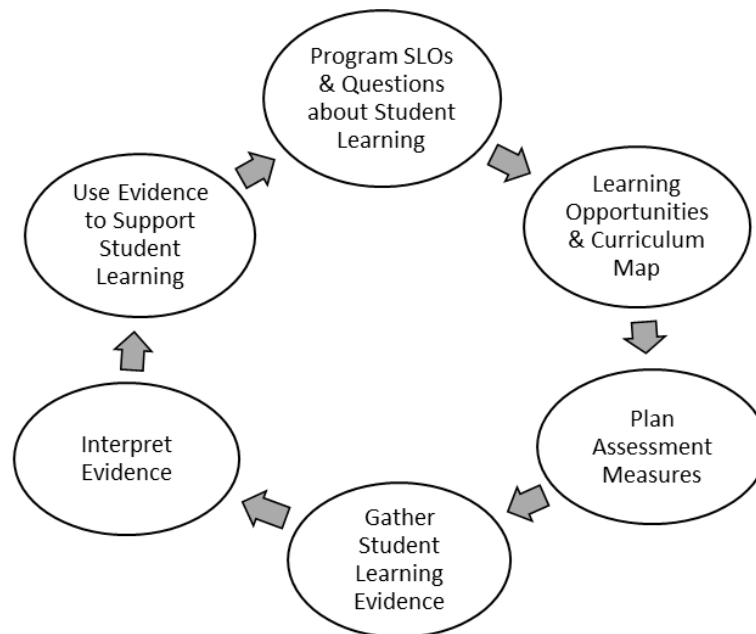 Program SLOs
& Questions
about Student
Learning
Learning
Opportunities
& Curriculum
Map
Plan
Assessment
Measures
Gather
Student
Learning
Evidence
Interpret
Evidence
Use Evidence
to Support
Student
Learning